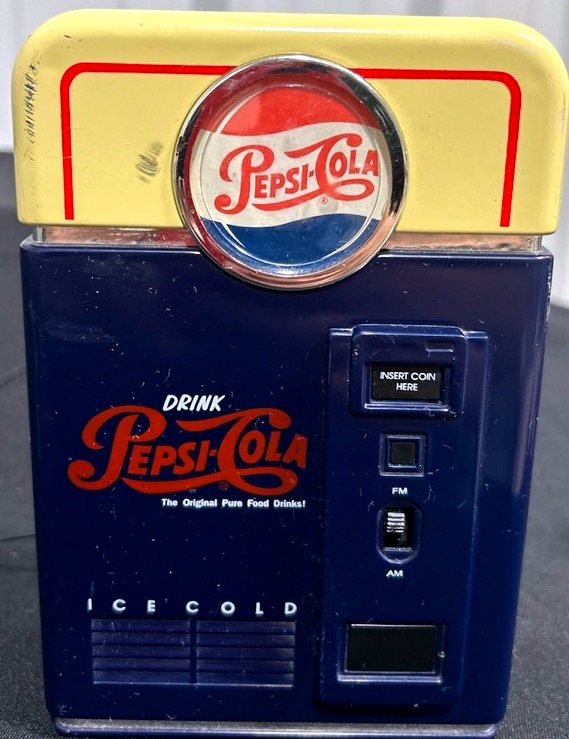 PEPSI-COLA
®
INSERT COIN
HERE
DRINK
PEPSI-COLA
®
The Original Pure Food Drinks!
FM
AM
ICE COLD